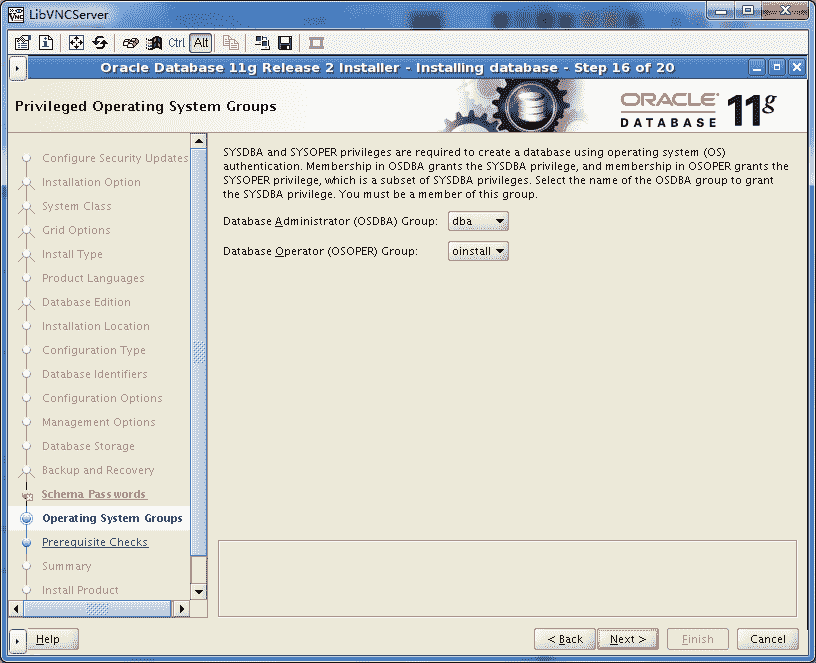 LibVNCServer
Ctrl Alt
Oracle Database 11g Release 2 Installer - Installing database - Step 16 of 20
Privileged Operating System Groups
ORACLE
DATABASE 11g
Configure Security Updates
Installation Option
System Class
Grid Options
Install Type
Product Languages
Database Edition
Installation Location
Configuration Type
Database Identifiers
Configuration Options
Management Options
Database Storage
Backup and Recovery
Schema Passwords
Operating System Groups
Prerequisite Checks
Summary
Install Product
SYSDBA and SYSOPER privileges are required to create a database using operating system (OS)
authentication. Membership in OSDBA grants the SYSDBA privilege, and membership in OSOPER grants the
SYSOPER privilege, which is a subset of SYSDBA privileges. Select the name of the OSDBA group to grant
the SYSDBA privilege. You must be a member of this group.
Database Administrator (OSDBA) Group: dba
Database Operator (OSOPER) Group: oinstall
Help
< Back Next > Finish Cancel